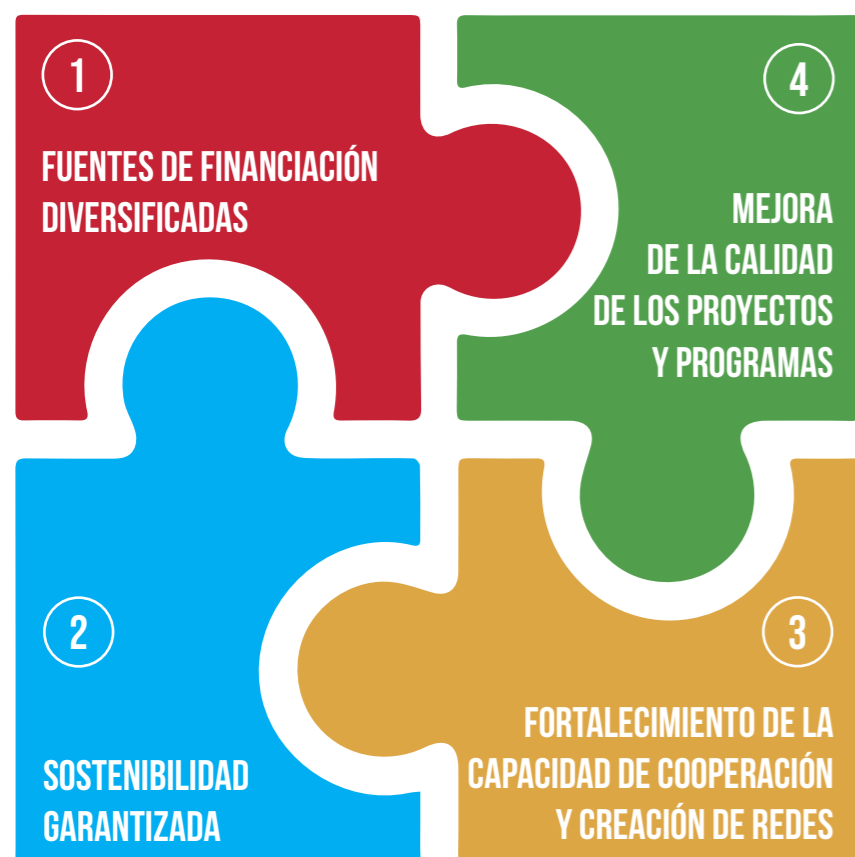 1
FUENTES DE FINANCIACIÓN
DIVERSIFICADAS
4
MEJORA
DE LA CALIDAD
DE LOS PROYECTOS
Y PROGRAMAS
2
SOSTENIBILIDAD
GARANTIZADA
3
FORTALECIMIENTO DE LA
CAPACIDAD DE COOPERACIÓN
Y CREACIÓN DE REDES